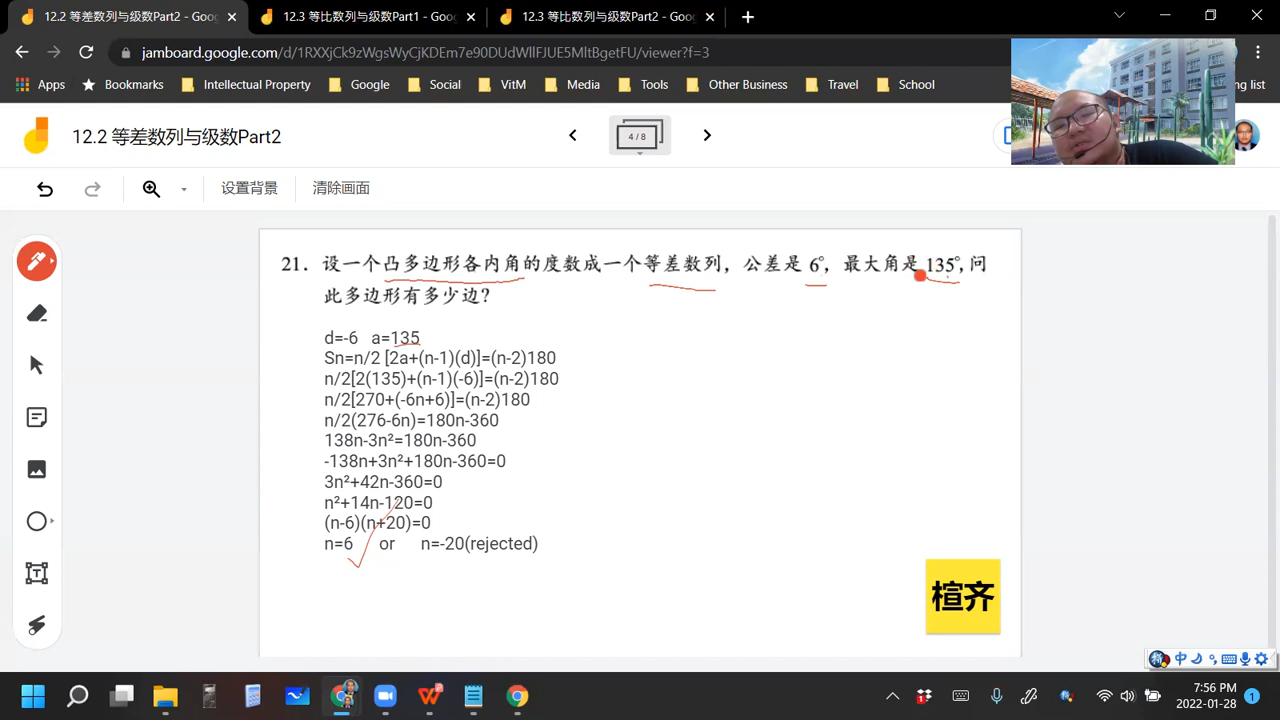 12.2 等差数列与级数Part2 - Goo
12.3 等比数列与级数Part1 - Goog
12.3 等比数列与级数Part2 - Goog
jamboard.google.com/d/1RXXjCk9zWgsWyCjKDEm7e90DUdWllFJUE5MltBgetFU/viewer?f=3
Apps Bookmarks Intellectual Property Google Social VitM Media Tools Other Business Travel School ng list
12.2 等差数列与级数Part2
4 / 8
设置背景 清除画面
21. 设一个凸多边形各内角的度数成一个等差数列，公差是 6°，最大角是 135°, 问
此多边形有多少边？
d=-6 a=135
Sn=n/2 [2a+(n-1)(d)]=(n-2)180
n/2[2(135)+(n-1)(-6)]=(n-2)180
n/2[270+(-6n+6)]=(n-2)180
n/2(276-6n)=180n-360
138n-3n²=180n-360
-138n+3n²+180n-360=0
3n²+42n-360=0
n²+14n-120=0
(n-6)(n+20)=0
n=6 or n=-20(rejected)
楦齐
中
7:56 PM
2022-01-28
1